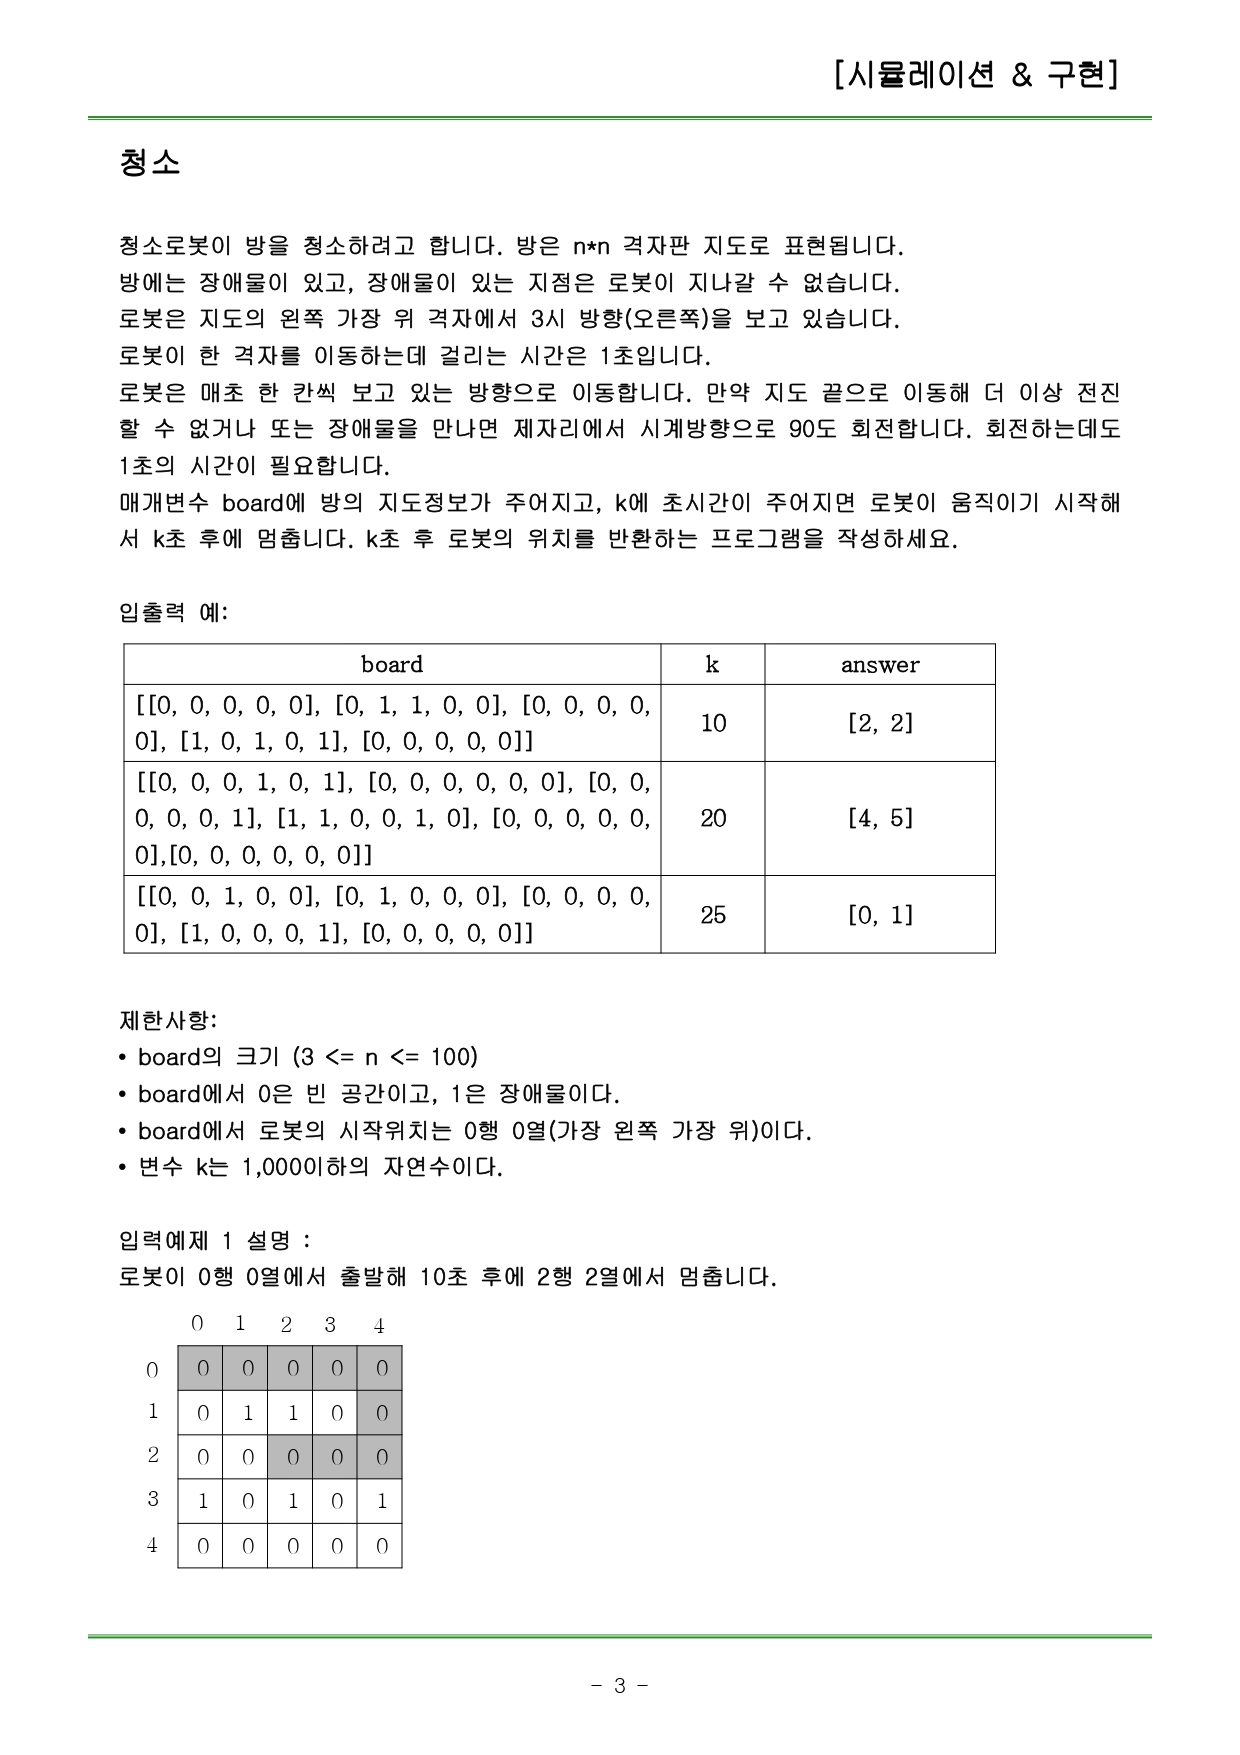 [시뮬레이션 & 구현]
청소
청소로봇이 방을 청소하려고 합니다. 방은 n*n 격자판 지도로 표현됩니다.
방에는 장애물이 있고, 장애물이 있는 지점은 로봇이 지나갈 수 없습니다.
로봇은 지도의 왼쪽 가장 위 격자에서 3시 방향(오른쪽)을 보고 있습니다.
로봇이 한 격자를 이동하는데 걸리는 시간은 1초입니다.
로봇은 매초 한 칸씩 보고 있는 방향으로 이동합니다. 만약 지도 끝으로 이동해 더 이상 전진
할 수 없거나 또는 장애물을 만나면 제자리에서 시계방향으로 90도 회전합니다. 회전하는데도
1초의 시간이 필요합니다.
매개변수 board에 방의 지도정보가 주어지고, k에 초시간이 주어지면 로봇이 움직이기 시작해
서 k초 후에 멈춥니다. k초 후 로봇의 위치를 반환하는 프로그램을 작성하세요.
입출력 예:
board k answer
[[0, 0, 0, 0, 0], [0, 1, 1, 0, 0], [0, 0, 0, 0,
0], [1, 0, 1, 0, 1], [0, 0, 0, 0, 0]]
10
[2, 2]
[[0, 0, 0, 1, 0, 1], [0, 0, 0, 0, 0, 0], [0, 0,
0, 0, 0, 1], [1, 1, 0, 0, 1, 0], [0, 0, 0, 0, 0,
0],[0, 0, 0, 0, 0, 0]]
20
[4, 5]
[[0, 0, 1, 0, 0], [0, 1, 0, 0, 0], [0, 0, 0, 0,
0], [1, 0, 0, 0, 1], [0, 0, 0, 0, 0]]
25
[0, 1]
제한사항:
• board의 크기 (3 <= n <= 100)
• board에서 0은 빈 공간이고, 1은 장애물이다.
• board에서 로봇의 시작위치는 0행 0열(가장 왼쪽 가장 위)이다.
• 변수 k는 1,000이하의 자연수이다.
입력예제 1 설명 :
로봇이 0행 0열에서 출발해 10초 후에 2행 2열에서 멈춥니다.
0 1 2 3 4
0 0 0 0 0 0
1 0 1 1 0 0
2 0 0 0 0 0
3 1 0 1 0 1
4 0 0 0 0 0
- 3 -